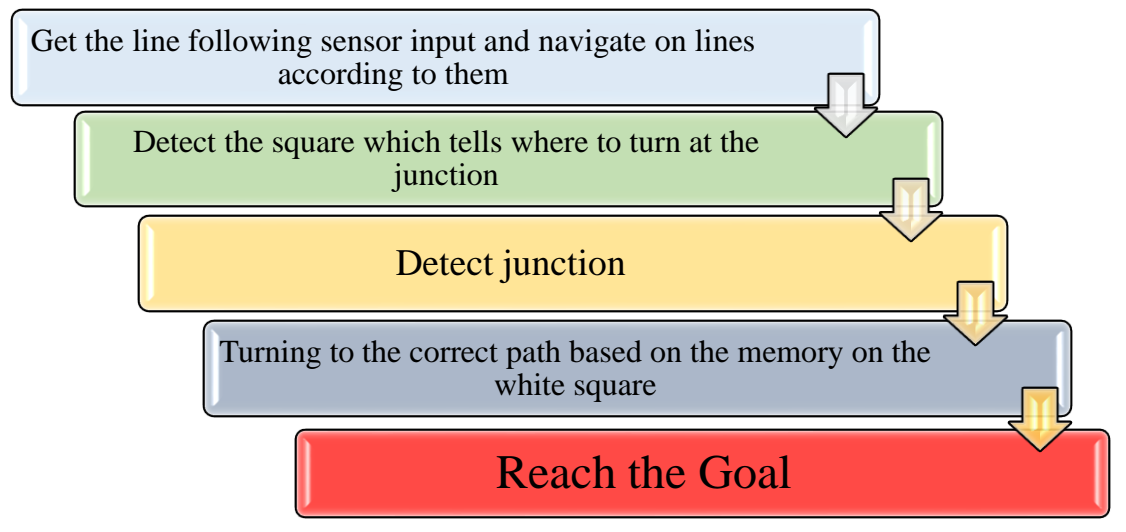 Get the line following sensor input and navigate on lines
according to them
Detect the square which tells where to turn at the
junction
Detect junction
Turning to the correct path based on the memory on the
white square
Reach the Goal